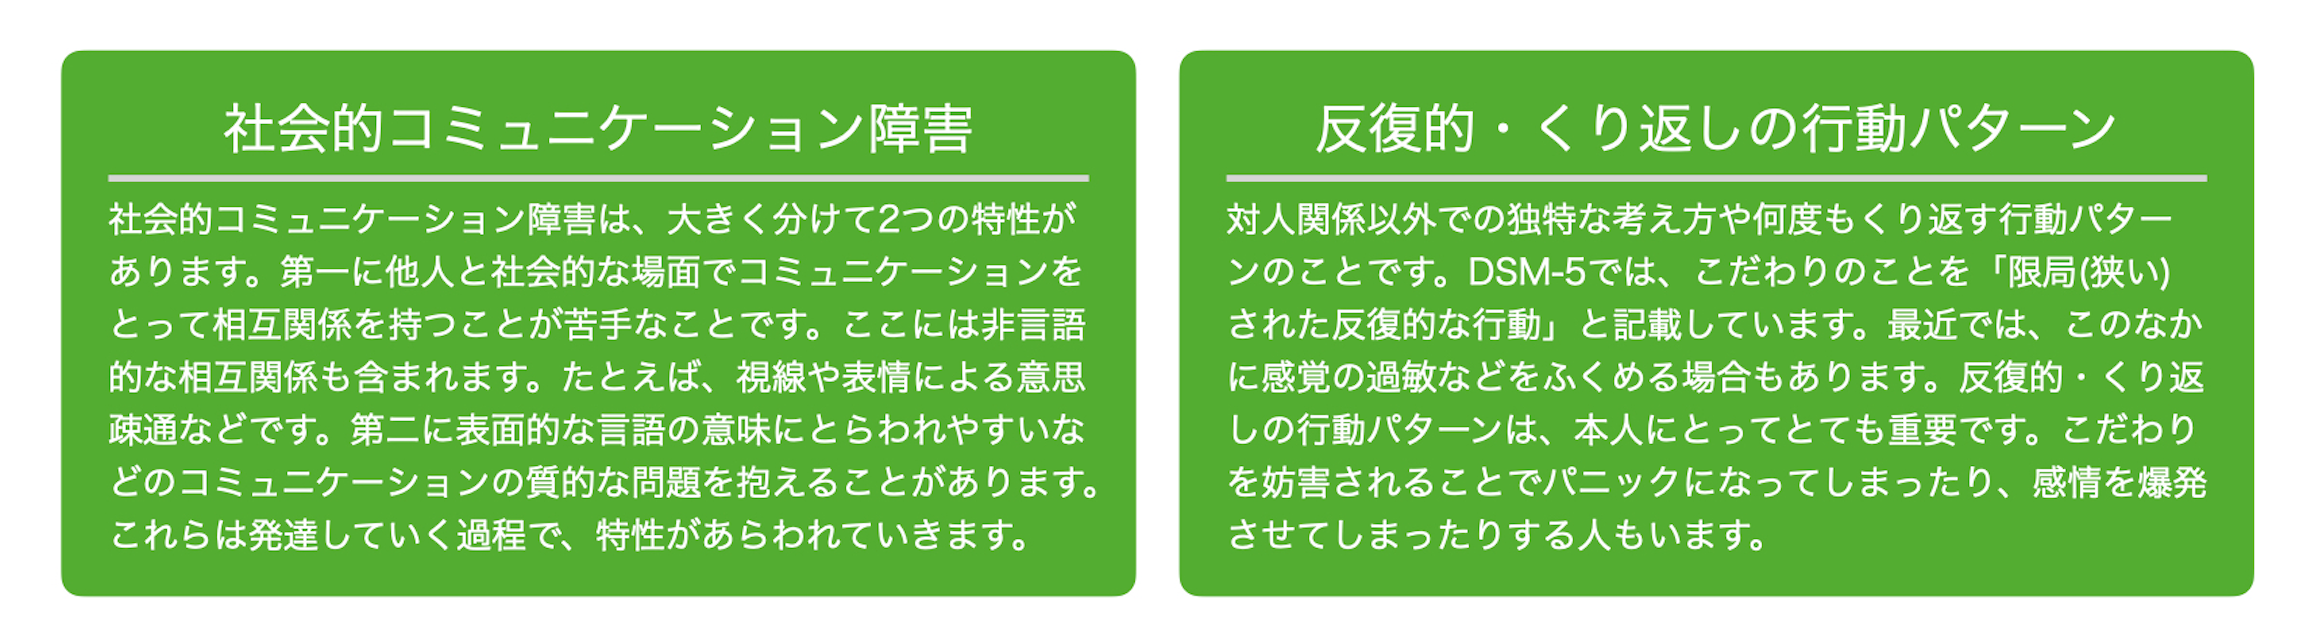 社会的コミュニケーション障害
社会的コミュニケーション障害は、大きく分けて2つの特性が
あります。第一に他人と社会的な場面でコミュニケーションを
とって相互関係を持つことが苦手なことです。ここには非言語
的な相互関係も含まれます。たとえば、視線や表情による意思
疎通などです。第二に表面的な言語の意味にとらわれやすいな
どのコミュニケーションの質的な問題を抱えることがあります。
これらは発達していく過程で、特性があらわれていきます。
反復的・くり返しの行動パターン
対人関係以外での独特な考え方や何度もくり返す行動パター
ンのことです。DSM-5では、こだわりのことを「限局(狭い)
された反復的な行動」と記載しています。最近では、このなか
に感覚の過敏などをふくめる場合もあります。反復的・くり返
しの行動パターンは、本人にとってとても重要です。こだわり
を妨害されることでパニックになってしまったり、感情を爆発
させてしまったりする人もいます。